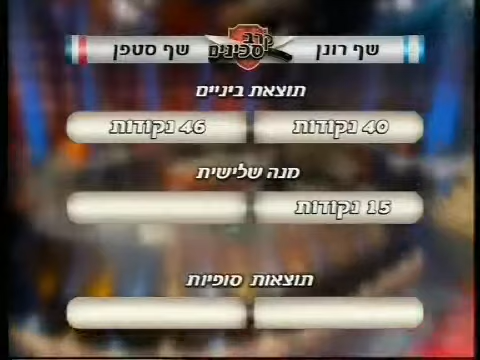 שף רונן קרב סכינים שף סטפן
תוצאת ביניים
40 נקודות 46 נקודות
מנה שלישית
15 נקודות
תוצאות סופיות